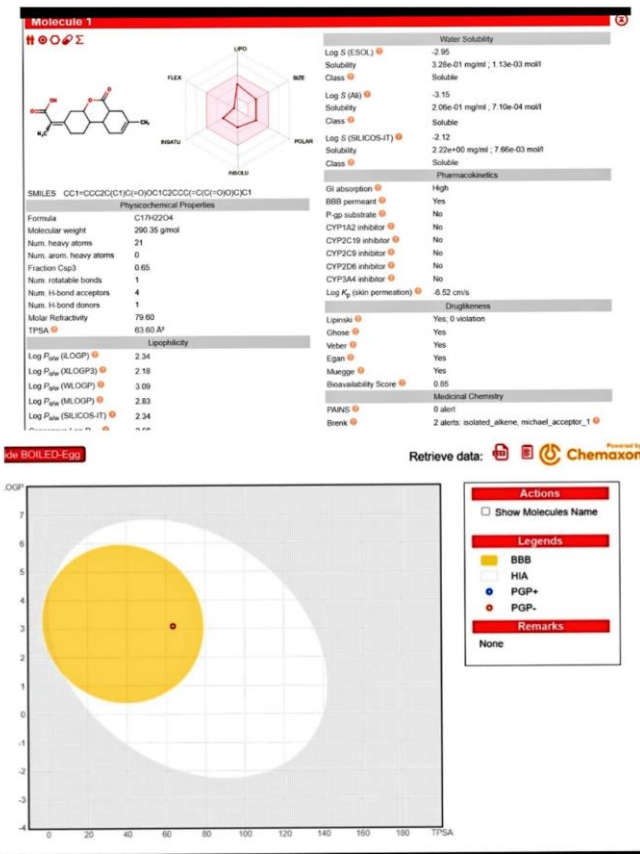 Molecule 1
LIPO
FLEX
SIZE
INSATU
POLAR
INSOLU
OH
O
O
O
H₃C
CH₃
SMILES CC1=CCC2C(C1)C(=O)OC1C2CCC(=C(C(=O)O)C)C1
Physicochemical Properties
Formula C17H22O4
Molecular weight 290.35 g/mol
Num. heavy atoms 21
Num. arom. heavy atoms 0
Fraction Csp3 0.65
Num. rotatable bonds 1
Num. H-bond acceptors 4
Num. H-bond donors 1
Molar Refractivity 79.60
TPSA 63.60 Å²
Lipophilicity
Log Po/w (iLOGP) 2.34
Log Po/w (XLOGP3) 2.18
Log Po/w (WLOGP) 3.09
Log Po/w (MLOGP) 2.83
Log Po/w (SILICOS-IT) 2.34
Water Solubility
Log S (ESOL) -2.95
Solubility 3.28e-01 mg/ml ; 1.13e-03 mol/l
Class Soluble
Log S (Ali) -3.15
Solubility 2.06e-01 mg/ml ; 7.10e-04 mol/l
Class Soluble
Log S (SILICOS-IT) -2.12
Solubility 2.22e+00 mg/ml ; 7.66e-03 mol/l
Class Soluble
Pharmacokinetics
GI absorption High
BBB permeant Yes
P-gp substrate No
CYP1A2 inhibitor No
CYP2C19 inhibitor No
CYP2C9 inhibitor No
CYP2D6 inhibitor No
CYP3A4 inhibitor No
Log Kp (skin permeation) -6.52 cm/s
Druglikeness
Lipinski Yes; 0 violation
Ghose Yes
Veber Yes
Egan Yes
Muegge Yes
Bioavailability Score 0.85
Medicinal Chemistry
PAINS 0 alert
Brenk 2 alerts: isolated_alkene, michael_acceptor_1
ide BOILED-Egg
Retrieve data:
Powered by
Chemaxon
.OGP
7
6
5
4
3
2
1
0
-1
-2
-3
-4
0 20 40 60 80 100 120 140 160 180 TPSA
Actions
Show Molecules Name
Legends
BBB
HIA
PGP+
PGP-
Remarks
None